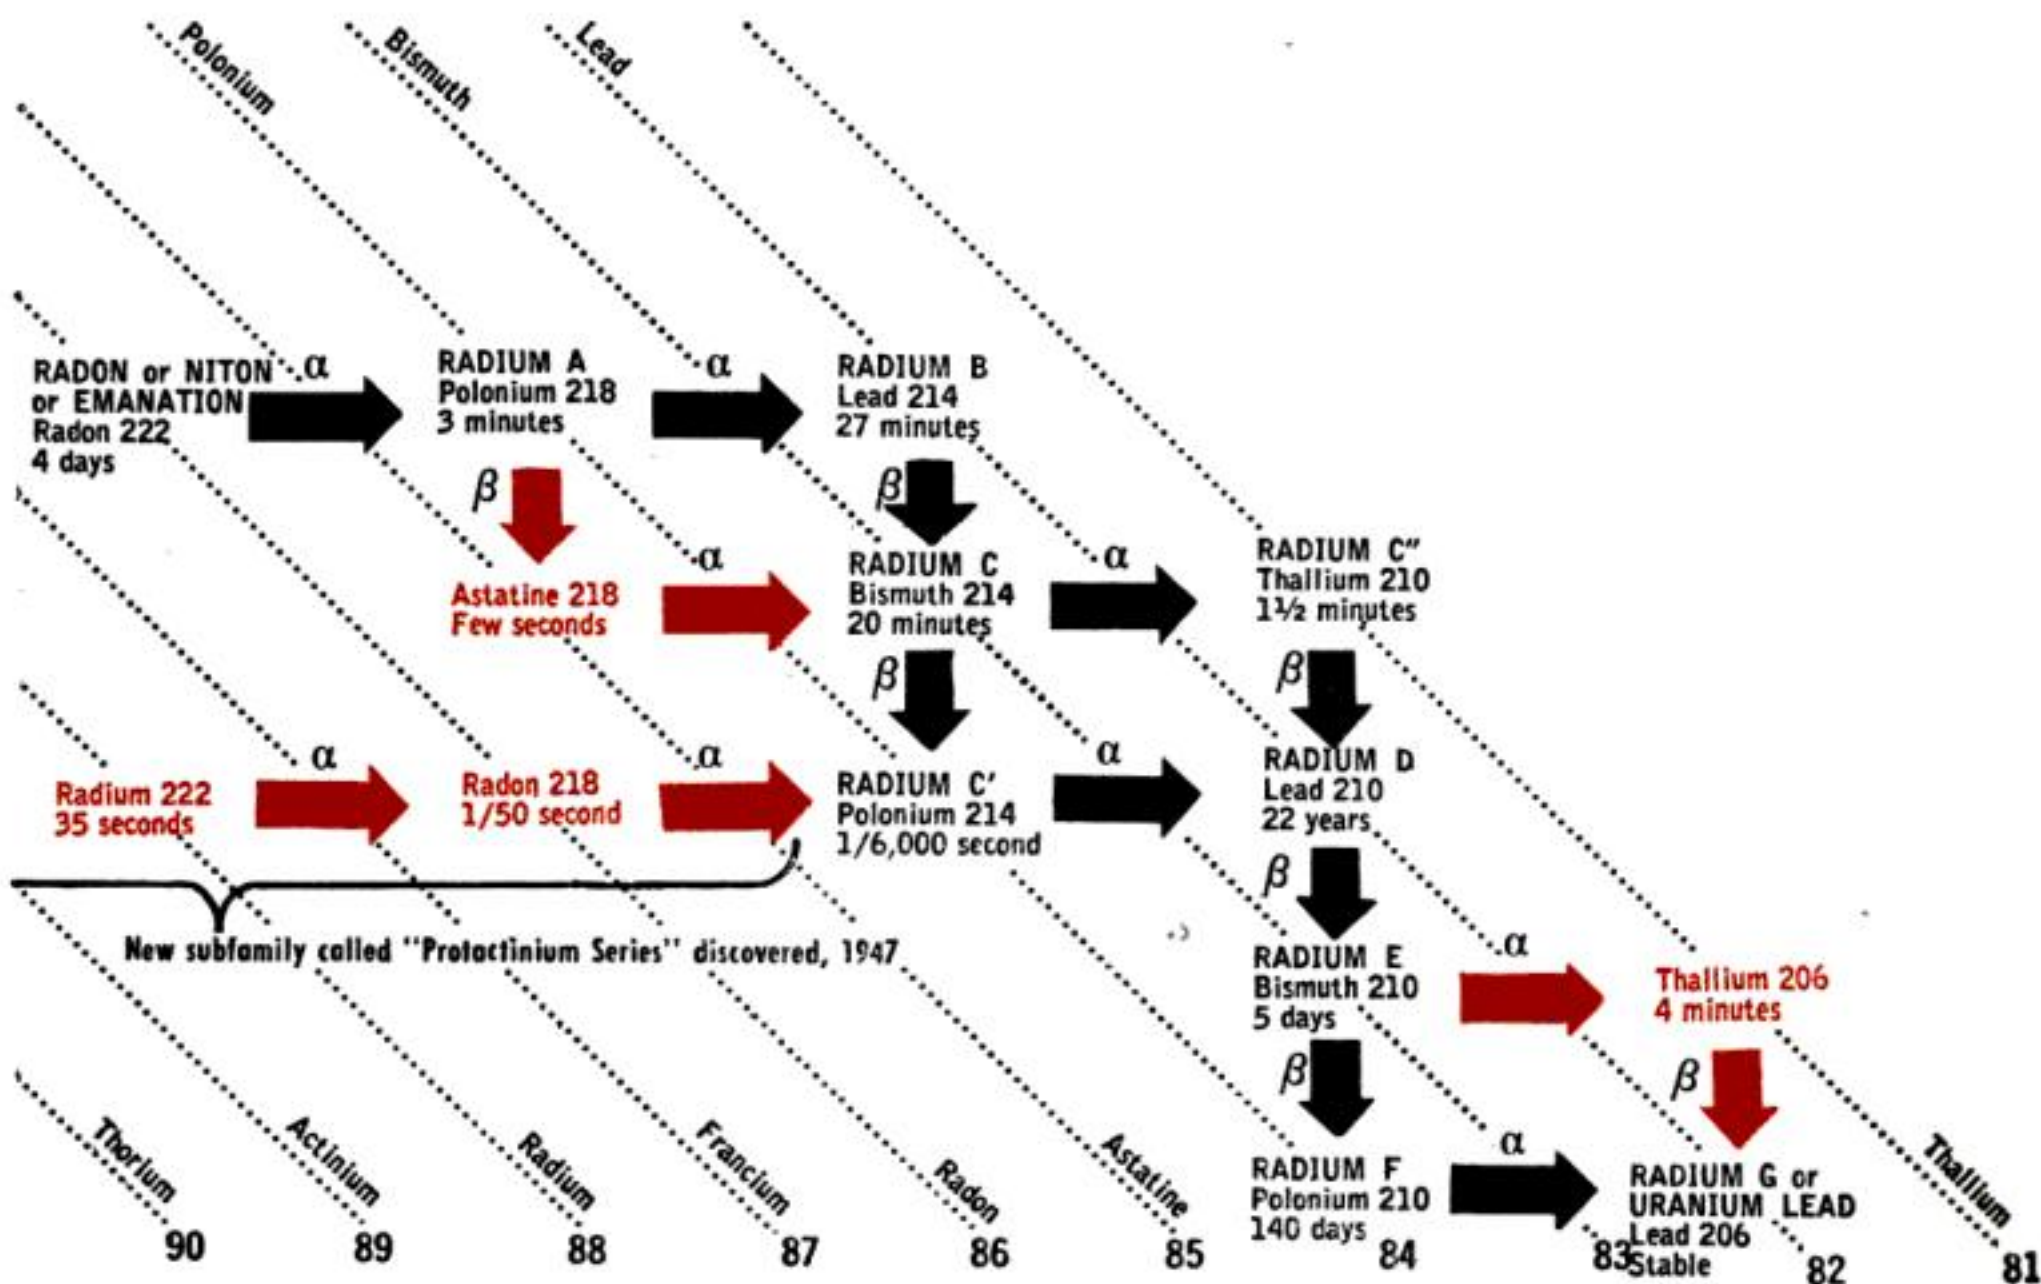 Polonium
Bismuth
Lead
RADON or NITON
or EMANATION
Radon 222
4 days
α
RADIUM A
Polonium 218
3 minutes
α
RADIUM B
Lead 214
27 minutes
β
β
Astatine 218
Few seconds
α
RADIUM C
Bismuth 214
20 minutes
α
RADIUM C″
Thallium 210
1½ minutes
β
β
Radium 222
35 seconds
α
Radon 218
1/50 second
α
RADIUM C′
Polonium 214
1/6,000 second
α
RADIUM D
Lead 210
22 years
β
New subfamily called "Protactinium Series" discovered, 1947
RADIUM E
Bismuth 210
5 days
α
Thallium 206
4 minutes
β
β
RADIUM F
Polonium 210
140 days
α
RADIUM G or
URANIUM LEAD
Lead 206
Stable
Thorium
Actinium
Radium
Francium
Radon
Astatine
Thallium
90
89
88
87
86
85
84
83
82
81